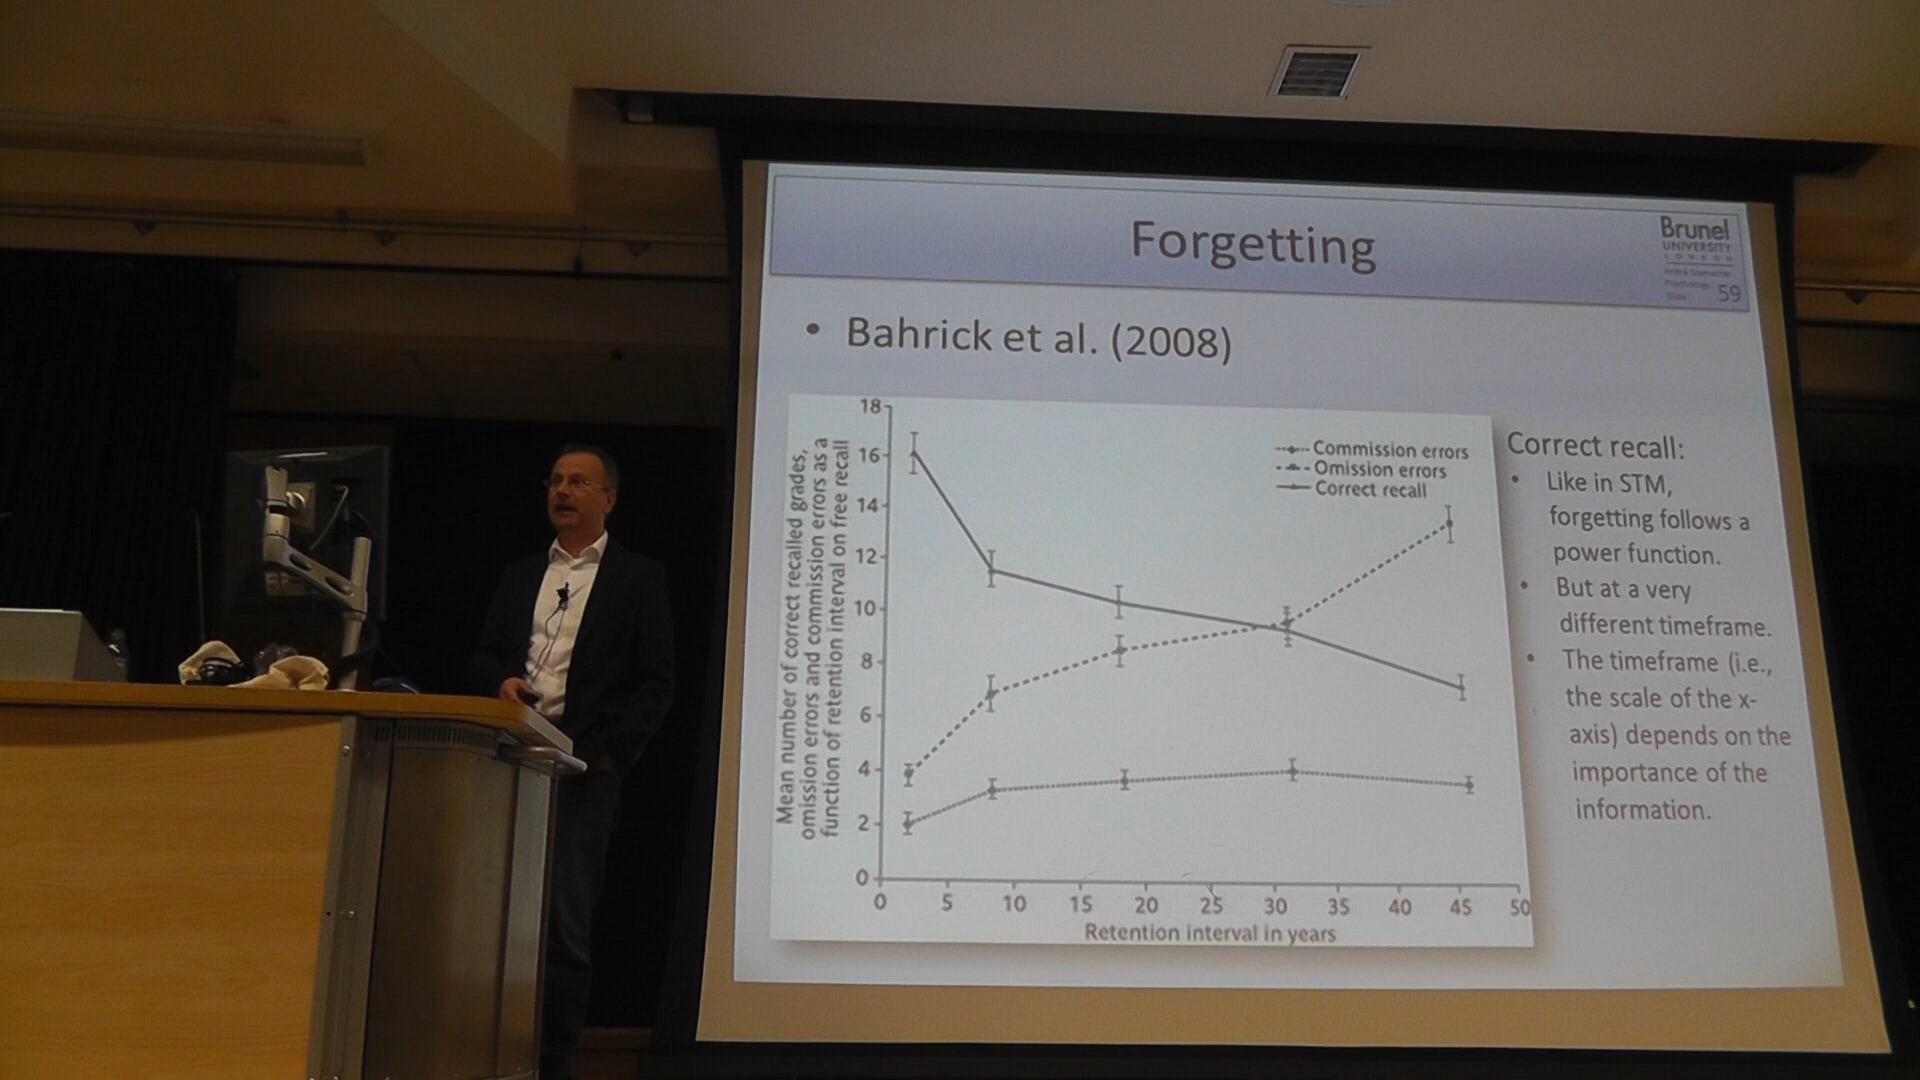 Forgetting
Brunel
UNIVERSITY
LONDON
Psychology
Slide 59
• Bahrick et al. (2008)
Mean number of correct recalled grades,
omission errors and commission errors as a
function of retention interval on free recall
18
16
14
12
10
8
6
4
2
0
Commission errors
Omission errors
Correct recall
0 5 10 15 20 25 30 35 40 45 50
Retention interval in years
Correct recall:
• Like in STM,
forgetting follows a
power function.
• But at a very
different timeframe.
• The timeframe (i.e.,
the scale of the x-
axis) depends on the
importance of the
information.